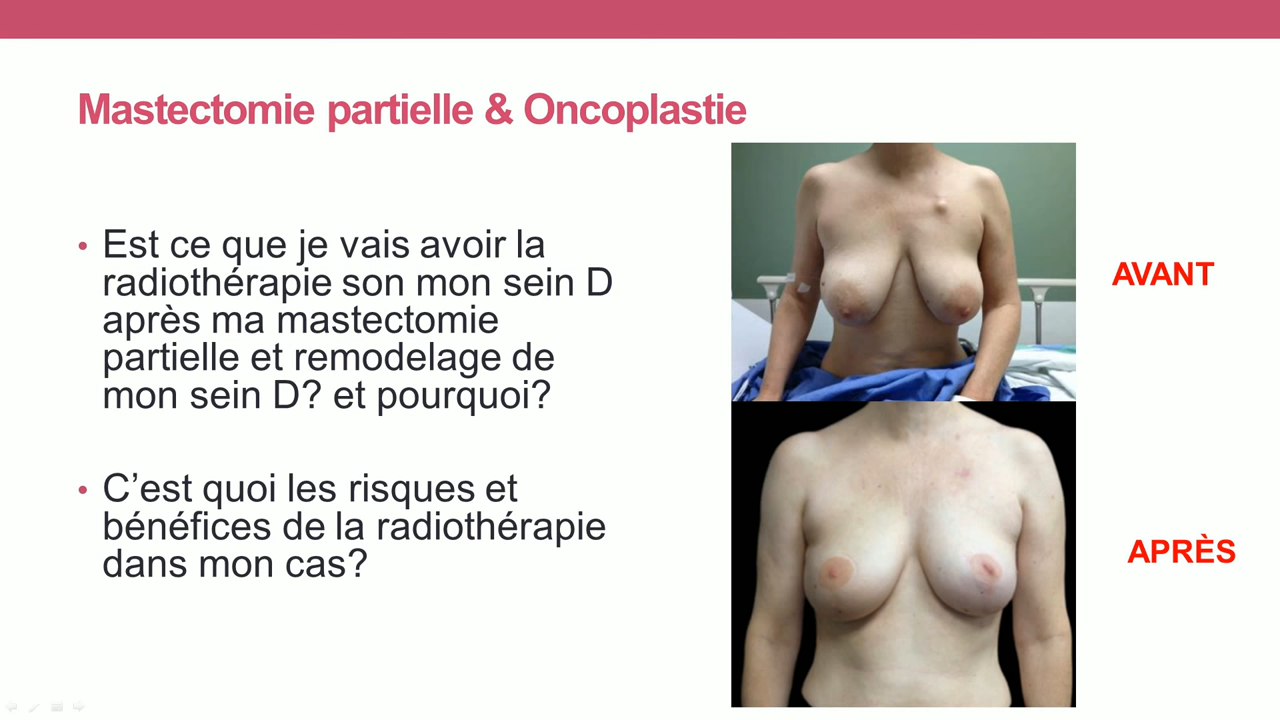 Mastectomie partielle & Oncoplastie
• Est ce que je vais avoir la
radiothérapie son mon sein D
après ma mastectomie
partielle et remodelage de
mon sein D? et pourquoi?
• C’est quoi les risques et
bénéfices de la radiothérapie
dans mon cas?
AVANT
APRÈS